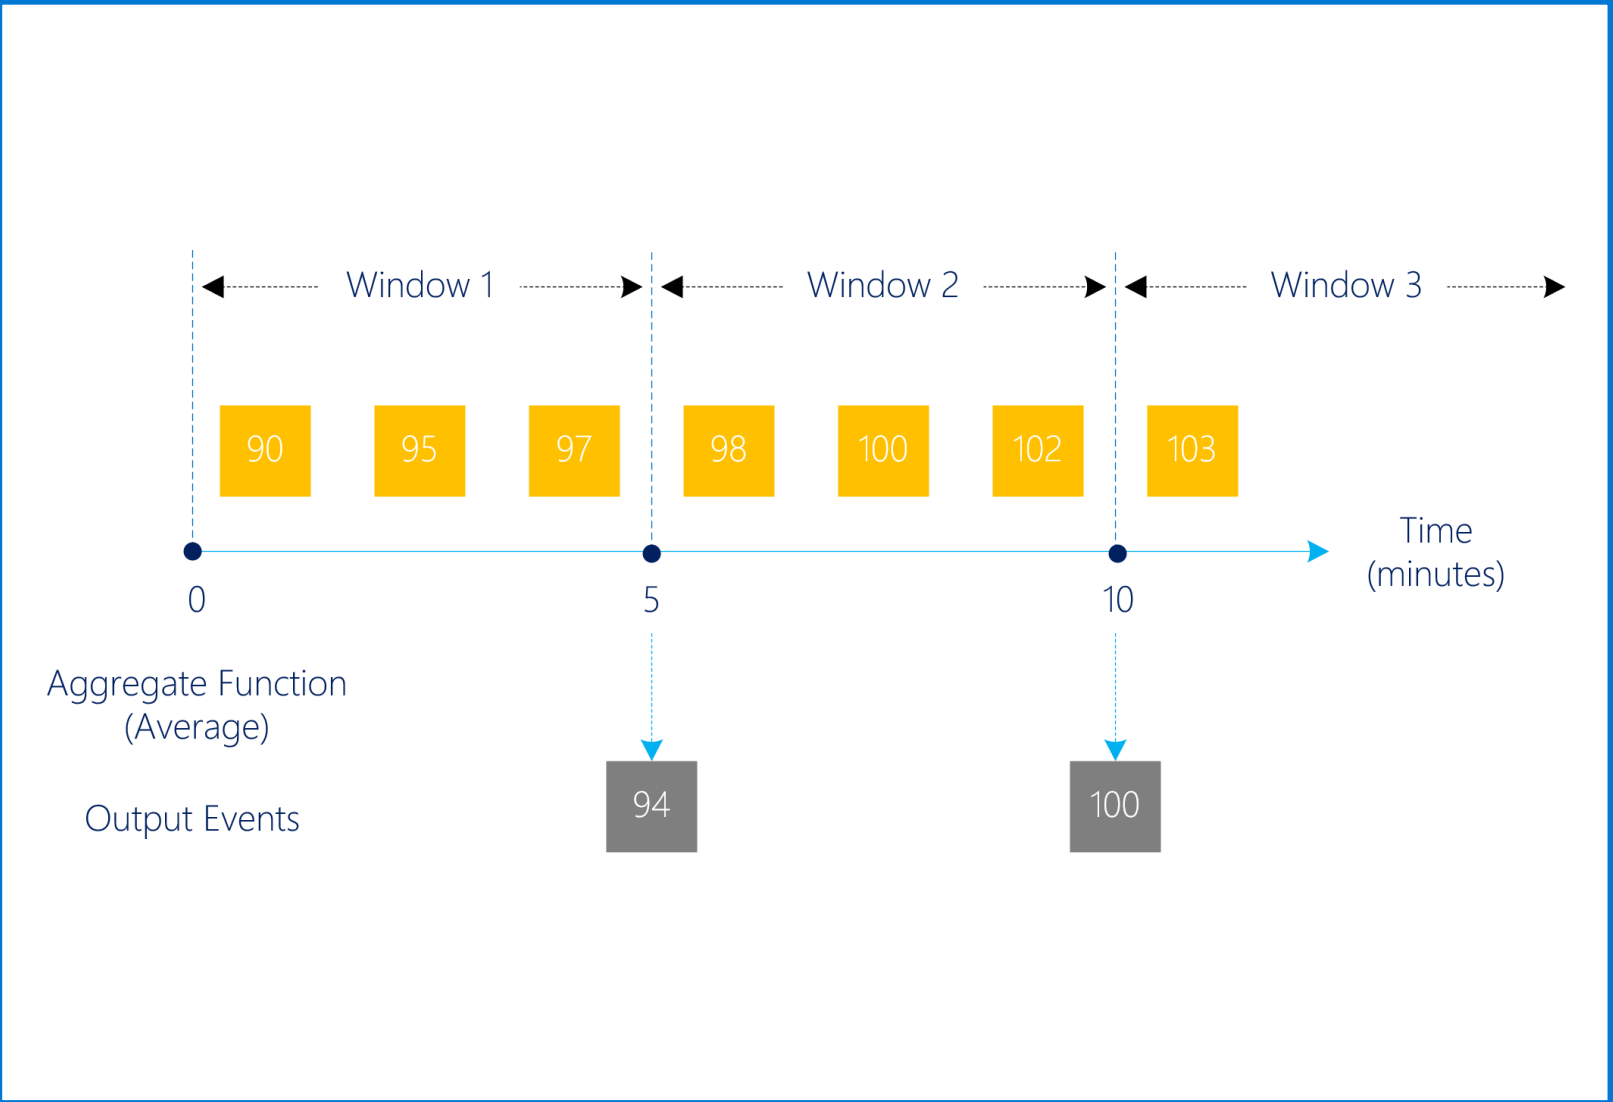 Window 1
Window 2
Window 3
90
95
97
98
100
102
103
Time
(minutes)
0
5
10
Aggregate Function
(Average)
Output Events
94
100